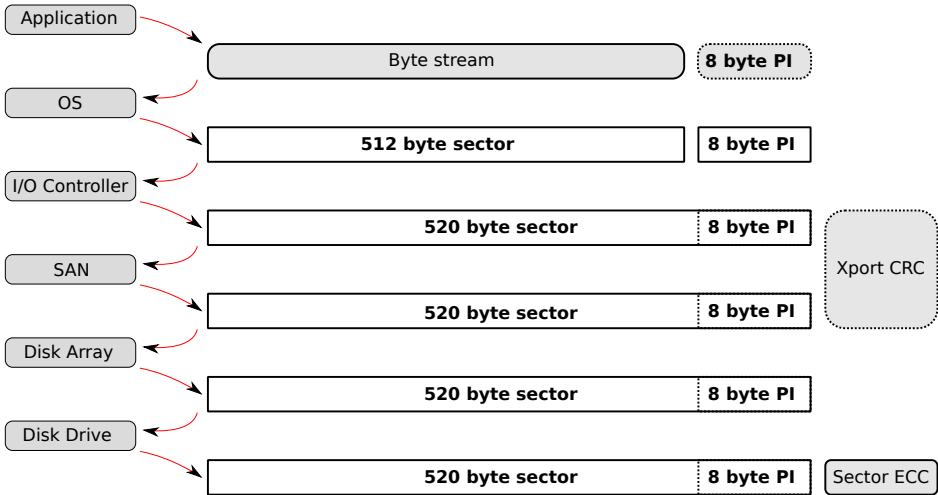 Application
Byte stream 8 byte PI
OS
512 byte sector 8 byte PI
I/O Controller
520 byte sector 8 byte PI
SAN
Xport CRC
520 byte sector 8 byte PI
Disk Array
520 byte sector 8 byte PI
Disk Drive
520 byte sector 8 byte PI Sector ECC